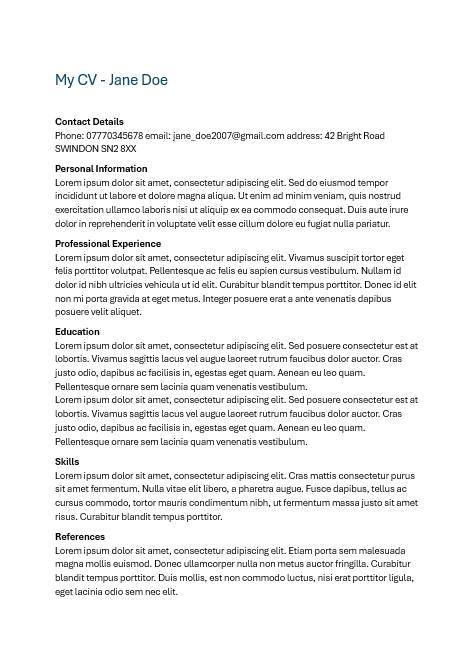 My CV - Jane Doe
Contact Details
Phone: 07770345678 email: jane_doe2007@gmail.com address: 42 Bright Road
SWINDON SN2 8XX
Personal Information
Lorem ipsum dolor sit amet, consectetur adipiscing elit. Sed do eiusmod tempor
incididunt ut labore et dolore magna aliqua. Ut enim ad minim veniam, quis nostrud
exercitation ullamco laboris nisi ut aliquip ex ea commodo consequat. Duis aute irure
dolor in reprehenderit in voluptate velit esse cillum dolore eu fugiat nulla pariatur.
Professional Experience
Lorem ipsum dolor sit amet, consectetur adipiscing elit. Vivamus suscipit tortor eget
felis porttitor volutpat. Pellentesque ac felis eu sapien cursus vestibulum. Nullam id
dolor id nibh ultricies vehicula ut id elit. Curabitur blandit tempus porttitor. Donec id elit
non mi porta gravida at eget metus. Integer posuere erat a ante venenatis dapibus
posuere velit aliquet.
Education
Lorem ipsum dolor sit amet, consectetur adipiscing elit. Sed posuere consectetur est at
lobortis. Vivamus sagittis lacus vel augue laoreet rutrum faucibus dolor auctor. Cras
justo odio, dapibus ac facilisis in, egestas eget quam. Aenean eu leo quam.
Pellentesque ornare sem lacinia quam venenatis vestibulum.
Lorem ipsum dolor sit amet, consectetur adipiscing elit. Sed posuere consectetur est at
lobortis. Vivamus sagittis lacus vel augue laoreet rutrum faucibus dolor auctor. Cras
justo odio, dapibus ac facilisis in, egestas eget quam. Aenean eu leo quam.
Pellentesque ornare sem lacinia quam venenatis vestibulum.
Skills
Lorem ipsum dolor sit amet, consectetur adipiscing elit. Cras mattis consectetur purus
sit amet fermentum. Nulla vitae elit libero, a pharetra augue. Fusce dapibus, tellus ac
cursus commodo, tortor mauris condimentum nibh, ut fermentum massa justo sit amet
risus. Curabitur blandit tempus porttitor.
References
Lorem ipsum dolor sit amet, consectetur adipiscing elit. Etiam porta sem malesuada
magna mollis euismod. Donec ullamcorper nulla non metus auctor fringilla. Curabitur
blandit tempus porttitor. Duis mollis, est non commodo luctus, nisi erat porttitor ligula,
eget lacinia odio sem nec elit.